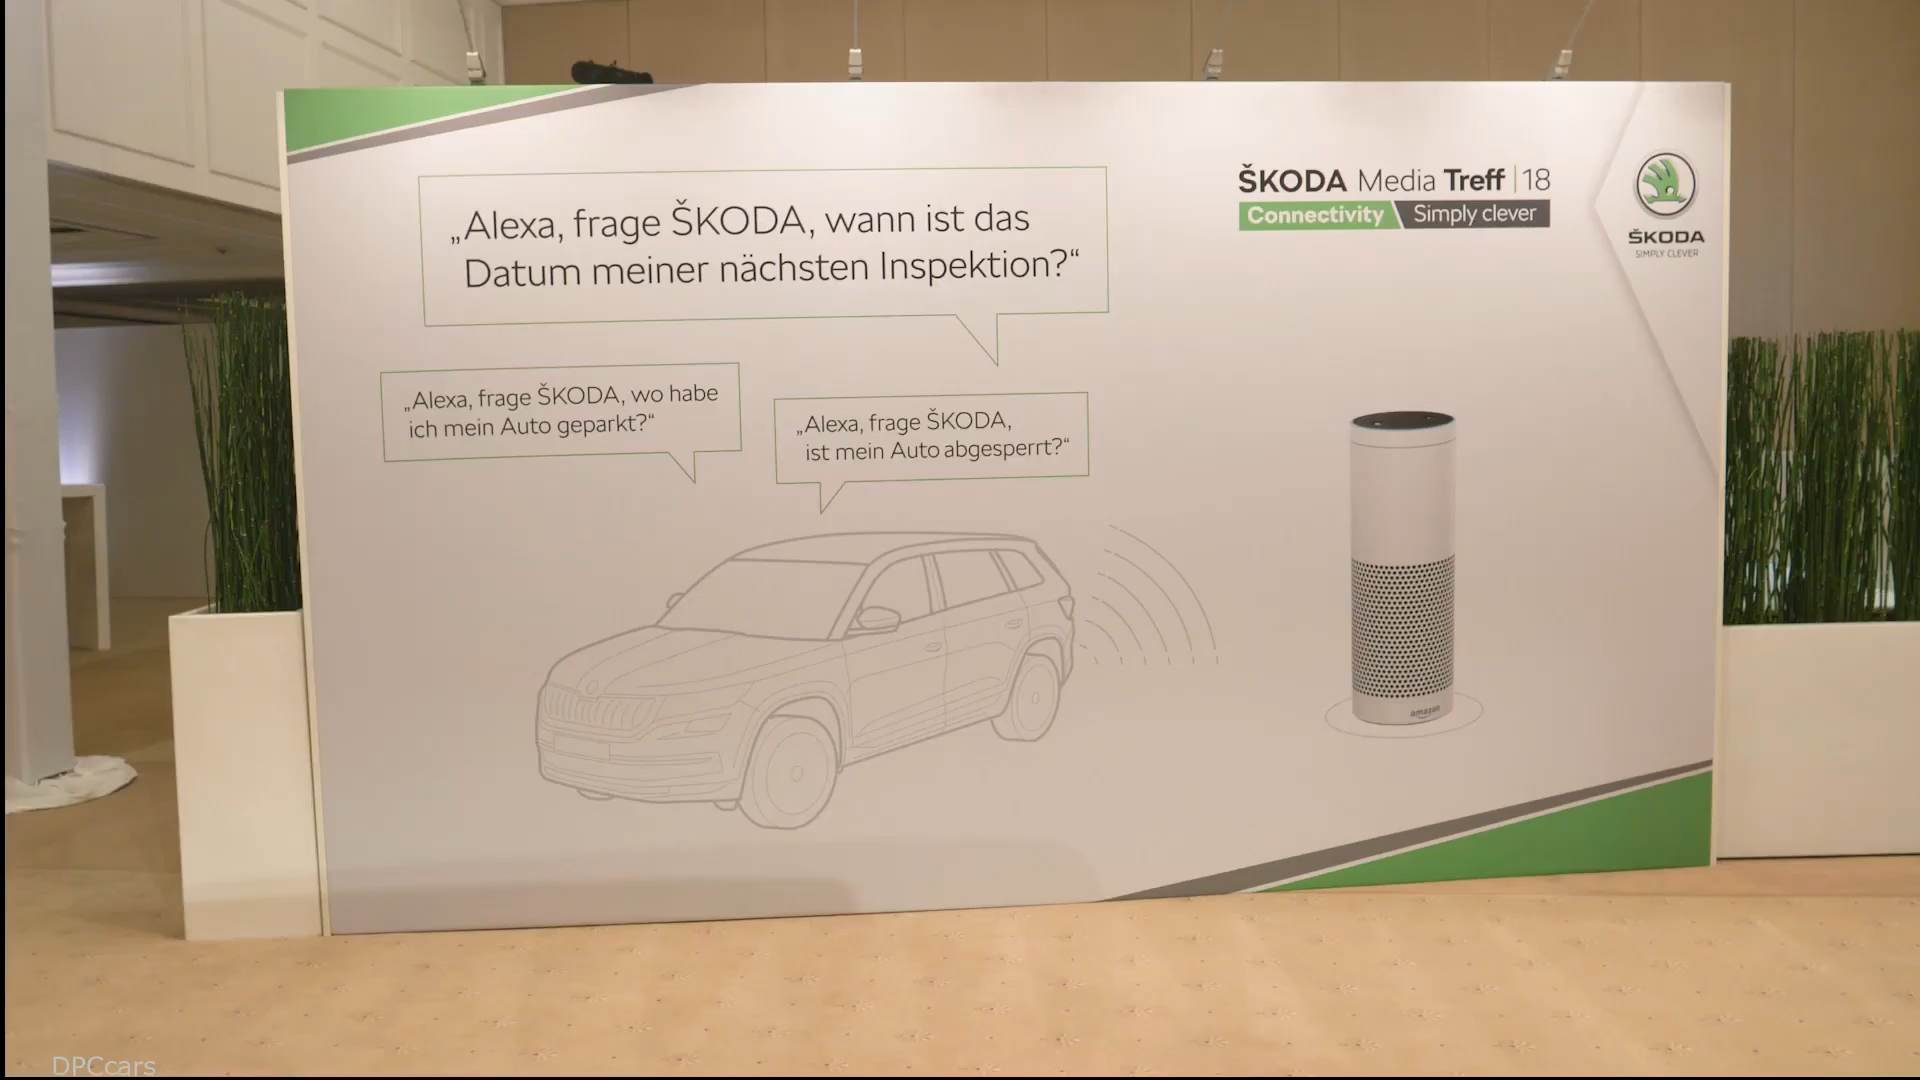 „Alexa, frage ŠKODA, wann ist das
Datum meiner nächsten Inspektion?“
ŠKODA Media Treff | 18
Connectivity Simply clever
ŠKODA
SIMPLY CLEVER
„Alexa, frage ŠKODA, wo habe
ich mein Auto geparkt?“
„Alexa, frage ŠKODA,
ist mein Auto abgesperrt?“
amazon
DPCcars